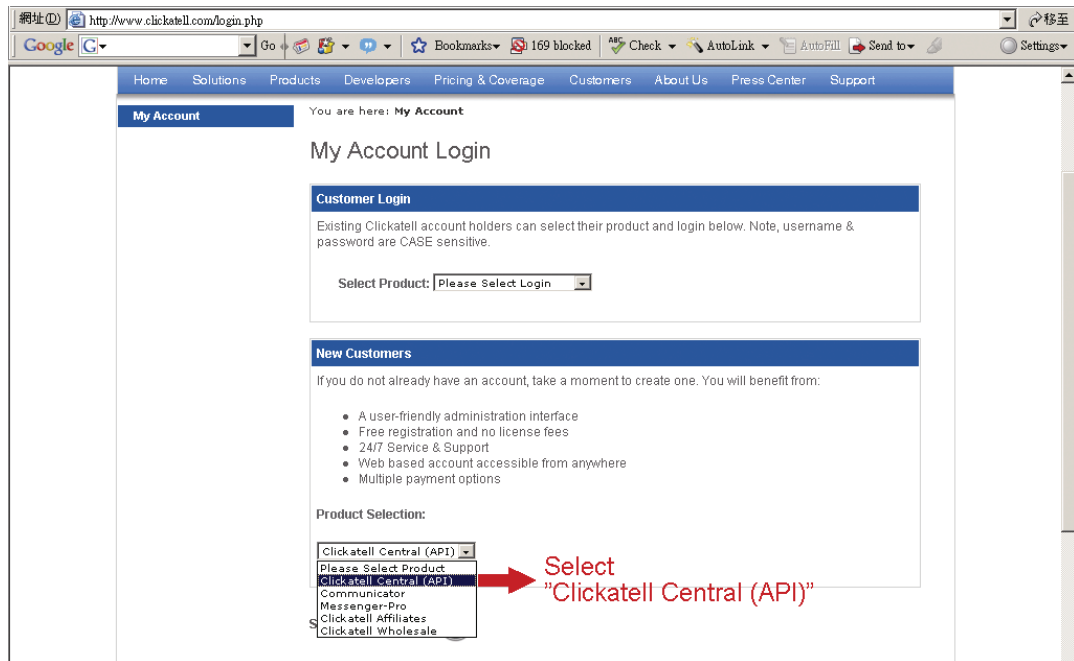 網址(D) http://www.clickatell.com/login.php 移至
Google G Go Bookmarks 169 blocked ABC Check AutoLink AutoFill Send to Settings
Home Solutions Products Developers Pricing & Coverage Customers About Us Press Center Support
My Account
You are here: My Account
My Account Login
Customer Login
Existing Clickatell account holders can select their product and login below. Note, username &
password are CASE sensitive.
Select Product: Please Select Login
New Customers
If you do not already have an account, take a moment to create one. You will benefit from:
A user-friendly administration interface
Free registration and no license fees
24/7 Service & Support
Web based account accessible from anywhere
Multiple payment options
Product Selection:
Clickatell Central (API)
Please Select Product
Clickatell Central (API)
Communicator
Messenger-Pro
Clickatell Affiliates
Clickatell Wholesale
Select
"Clickatell Central (API)"